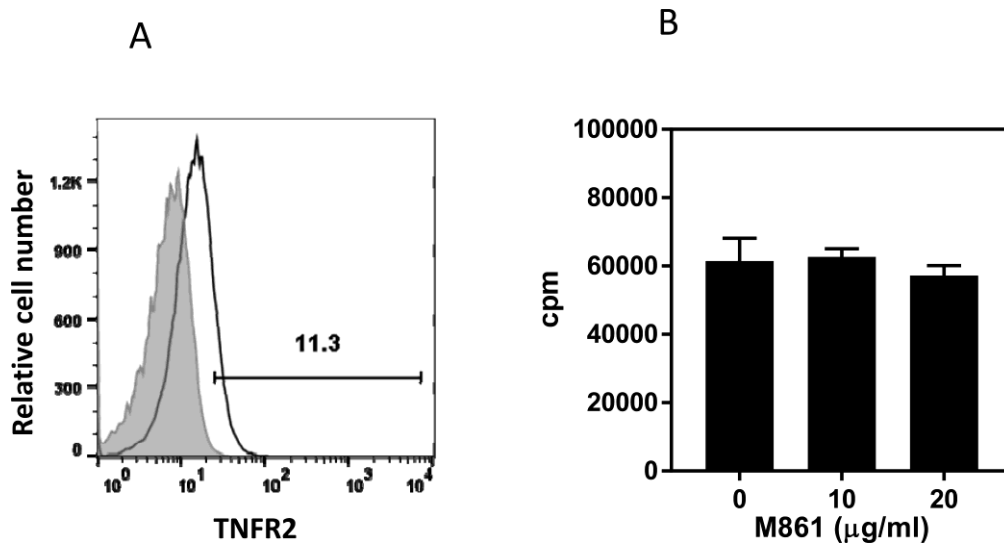 A
Relative cell number
1.2K
900
600
300
0
11.3
10⁰
10¹
10²
10³
10⁴
TNFR2
B
cpm
100000
80000
60000
40000
20000
0
0
10
20
M861 (μg/ml)